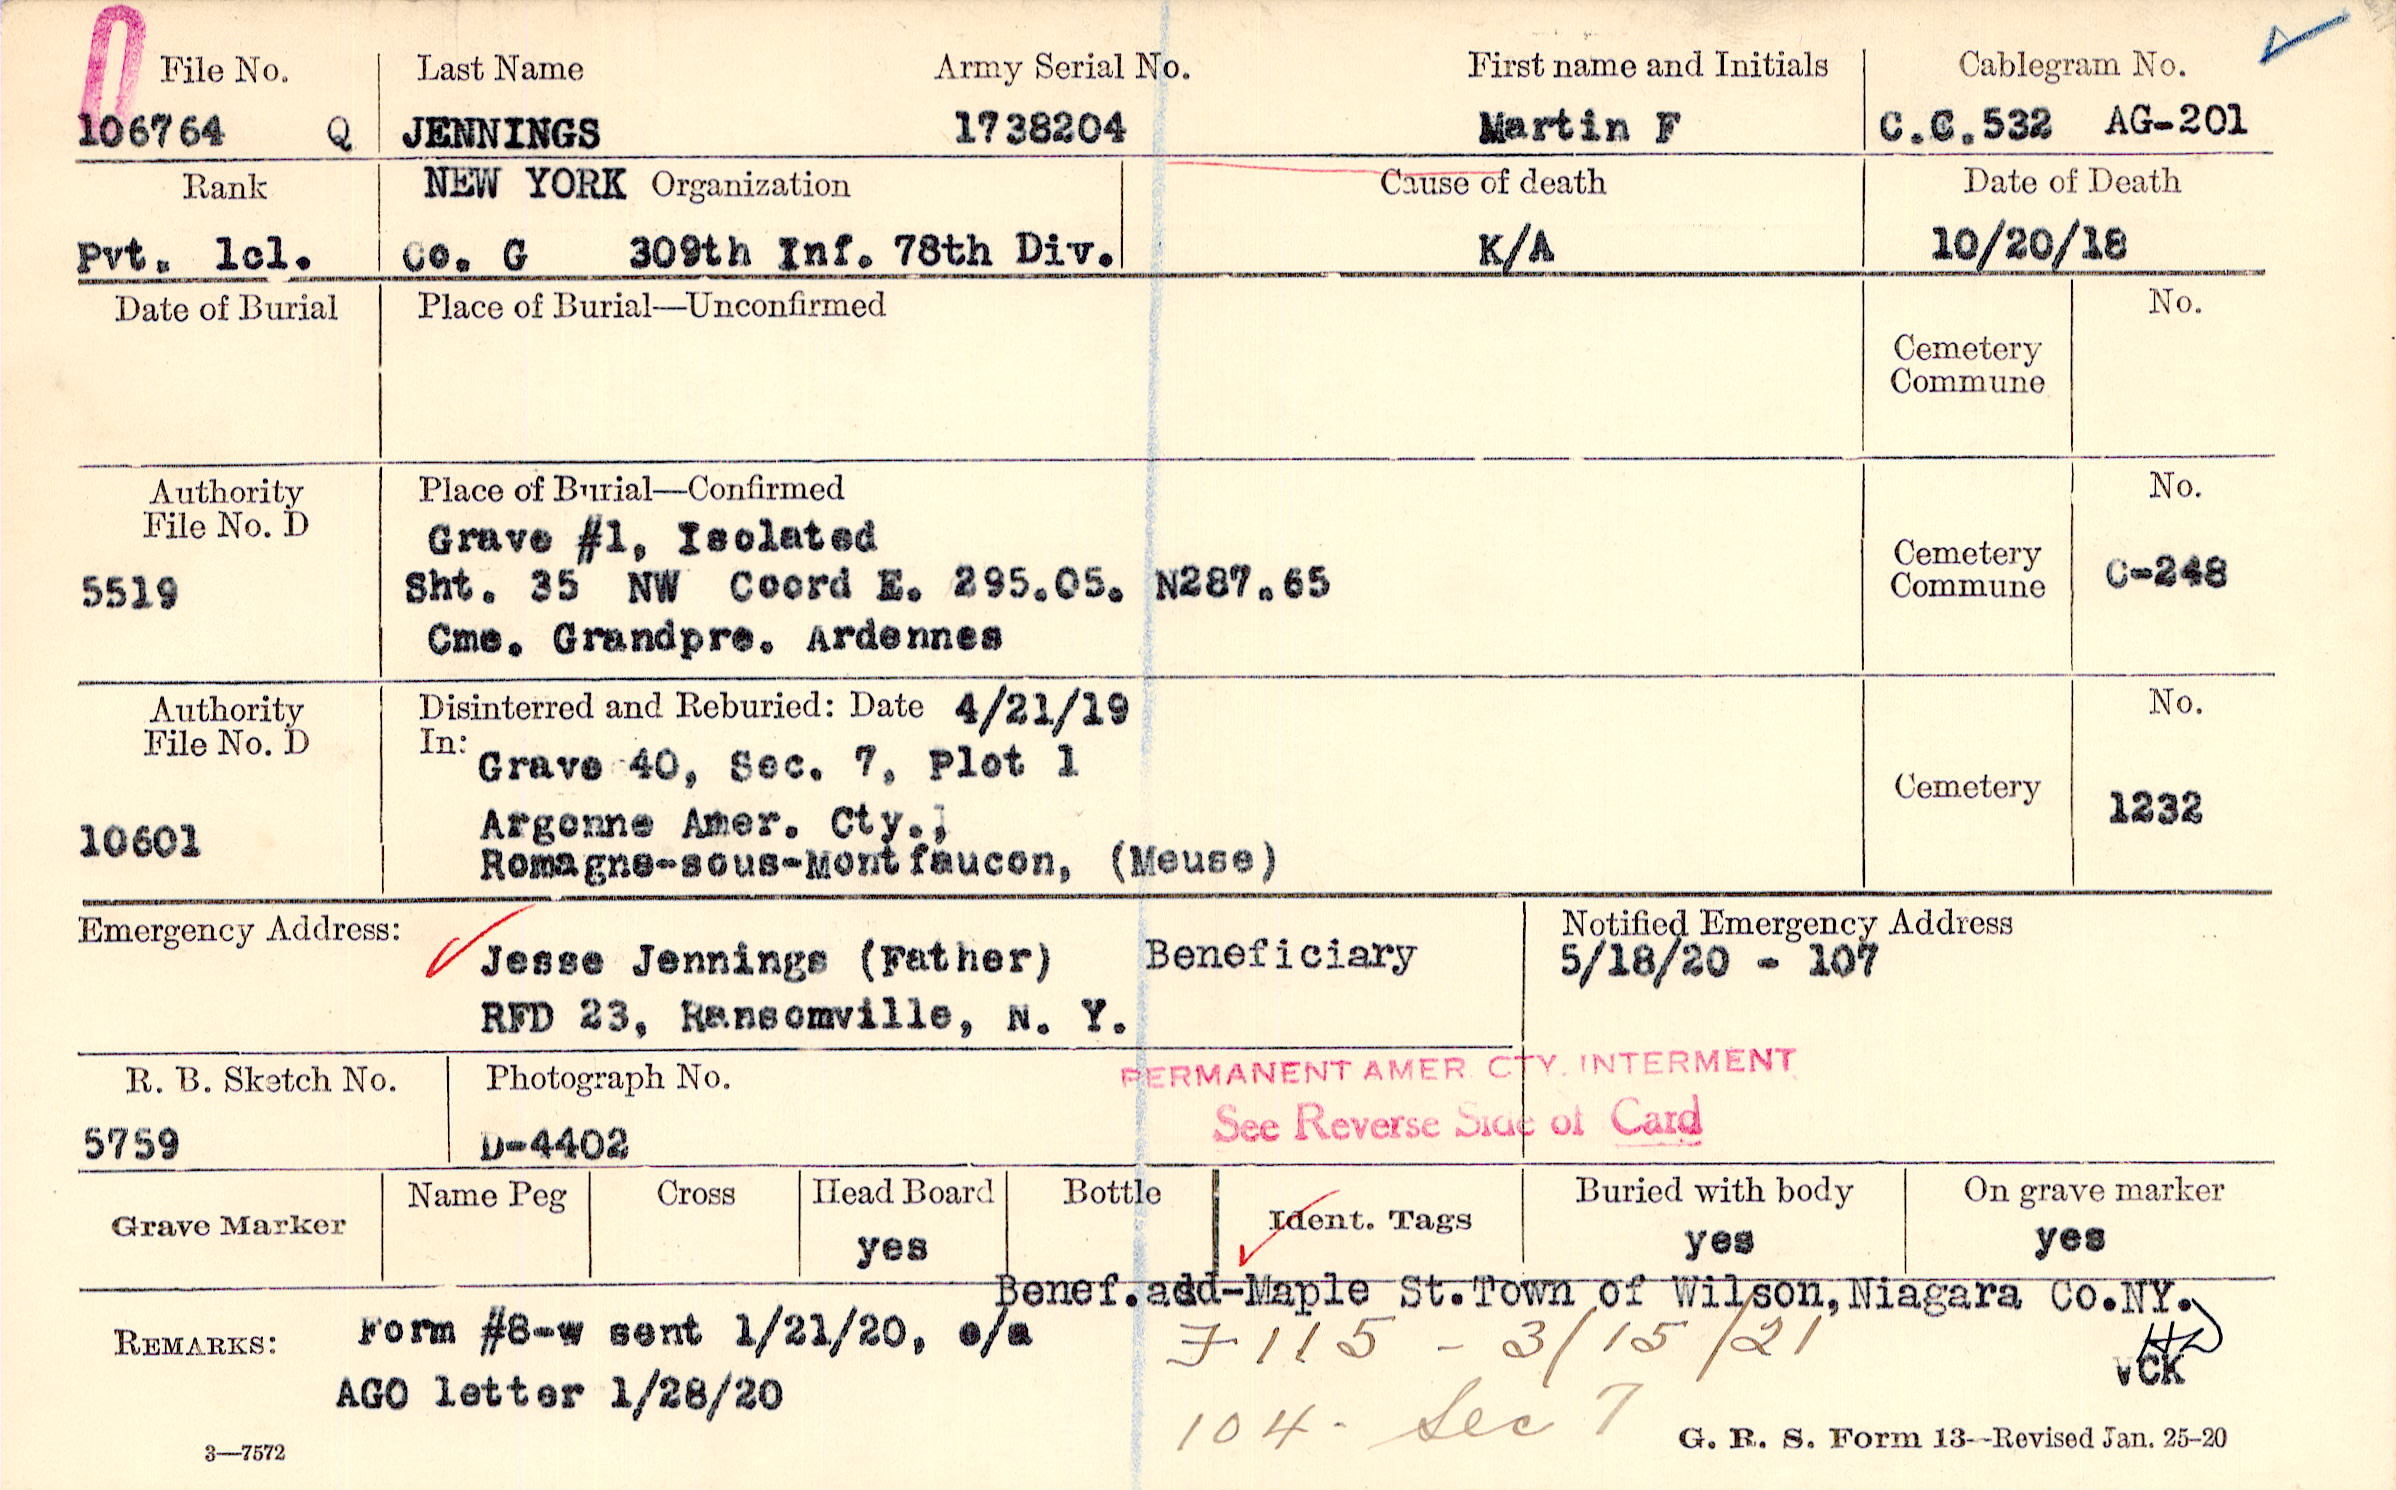 File No. Last Name Army Serial No. First name and Initials Cablegram No.
106764 Q JENNINGS 1738204 Martin F C.C.532 AG-201
Rank NEW YORK Organization Cause of death Date of Death
Pvt. 1cl. Co. G 309th Inf. 78th Div. K/A 10/20/18
Date of Burial Place of Burial—Unconfirmed No.
Cemetery
Commune
Authority Place of Burial—Confirmed No.
File No. D Grave #1, Isolated Cemetery
5519 Sht. 35 NW Coord E. 295.05. N287.65 Commune C-248
Cme. Grandpre. Ardennes
Authority Disinterred and Reburied: Date 4/21/19 No.
File No. D In: Grave 40, Sec. 7, Plot 1
Cemetery 1232
10601 Argonne Amer. Cty.,
Romagne-sous-Montfaucon, (Meuse)
Emergency Address: Notified Emergency Address
Jesse Jennings (Father) Beneficiary 5/18/20 - 107
RFD 23, Ransomville, N. Y.
R. B. Sketch No. Photograph No. PERMANENT AMER. CTY. INTERMENT
5759 D-4402 See Reverse Side of Card
Grave Marker Name Peg Cross Head Board Bottle Ident. Tags Buried with body On grave marker
yes yes yes
Benef.add-Maple St.Town of Wilson,Niagara Co.NY.
REMARKS: Form #8-w sent 1/21/20, e/a F 115 - 3/15/21
VCK
AGO letter 1/28/20 104- Sec 7
3—7572 G. R. S. Form 13—Revised Jan. 25-20